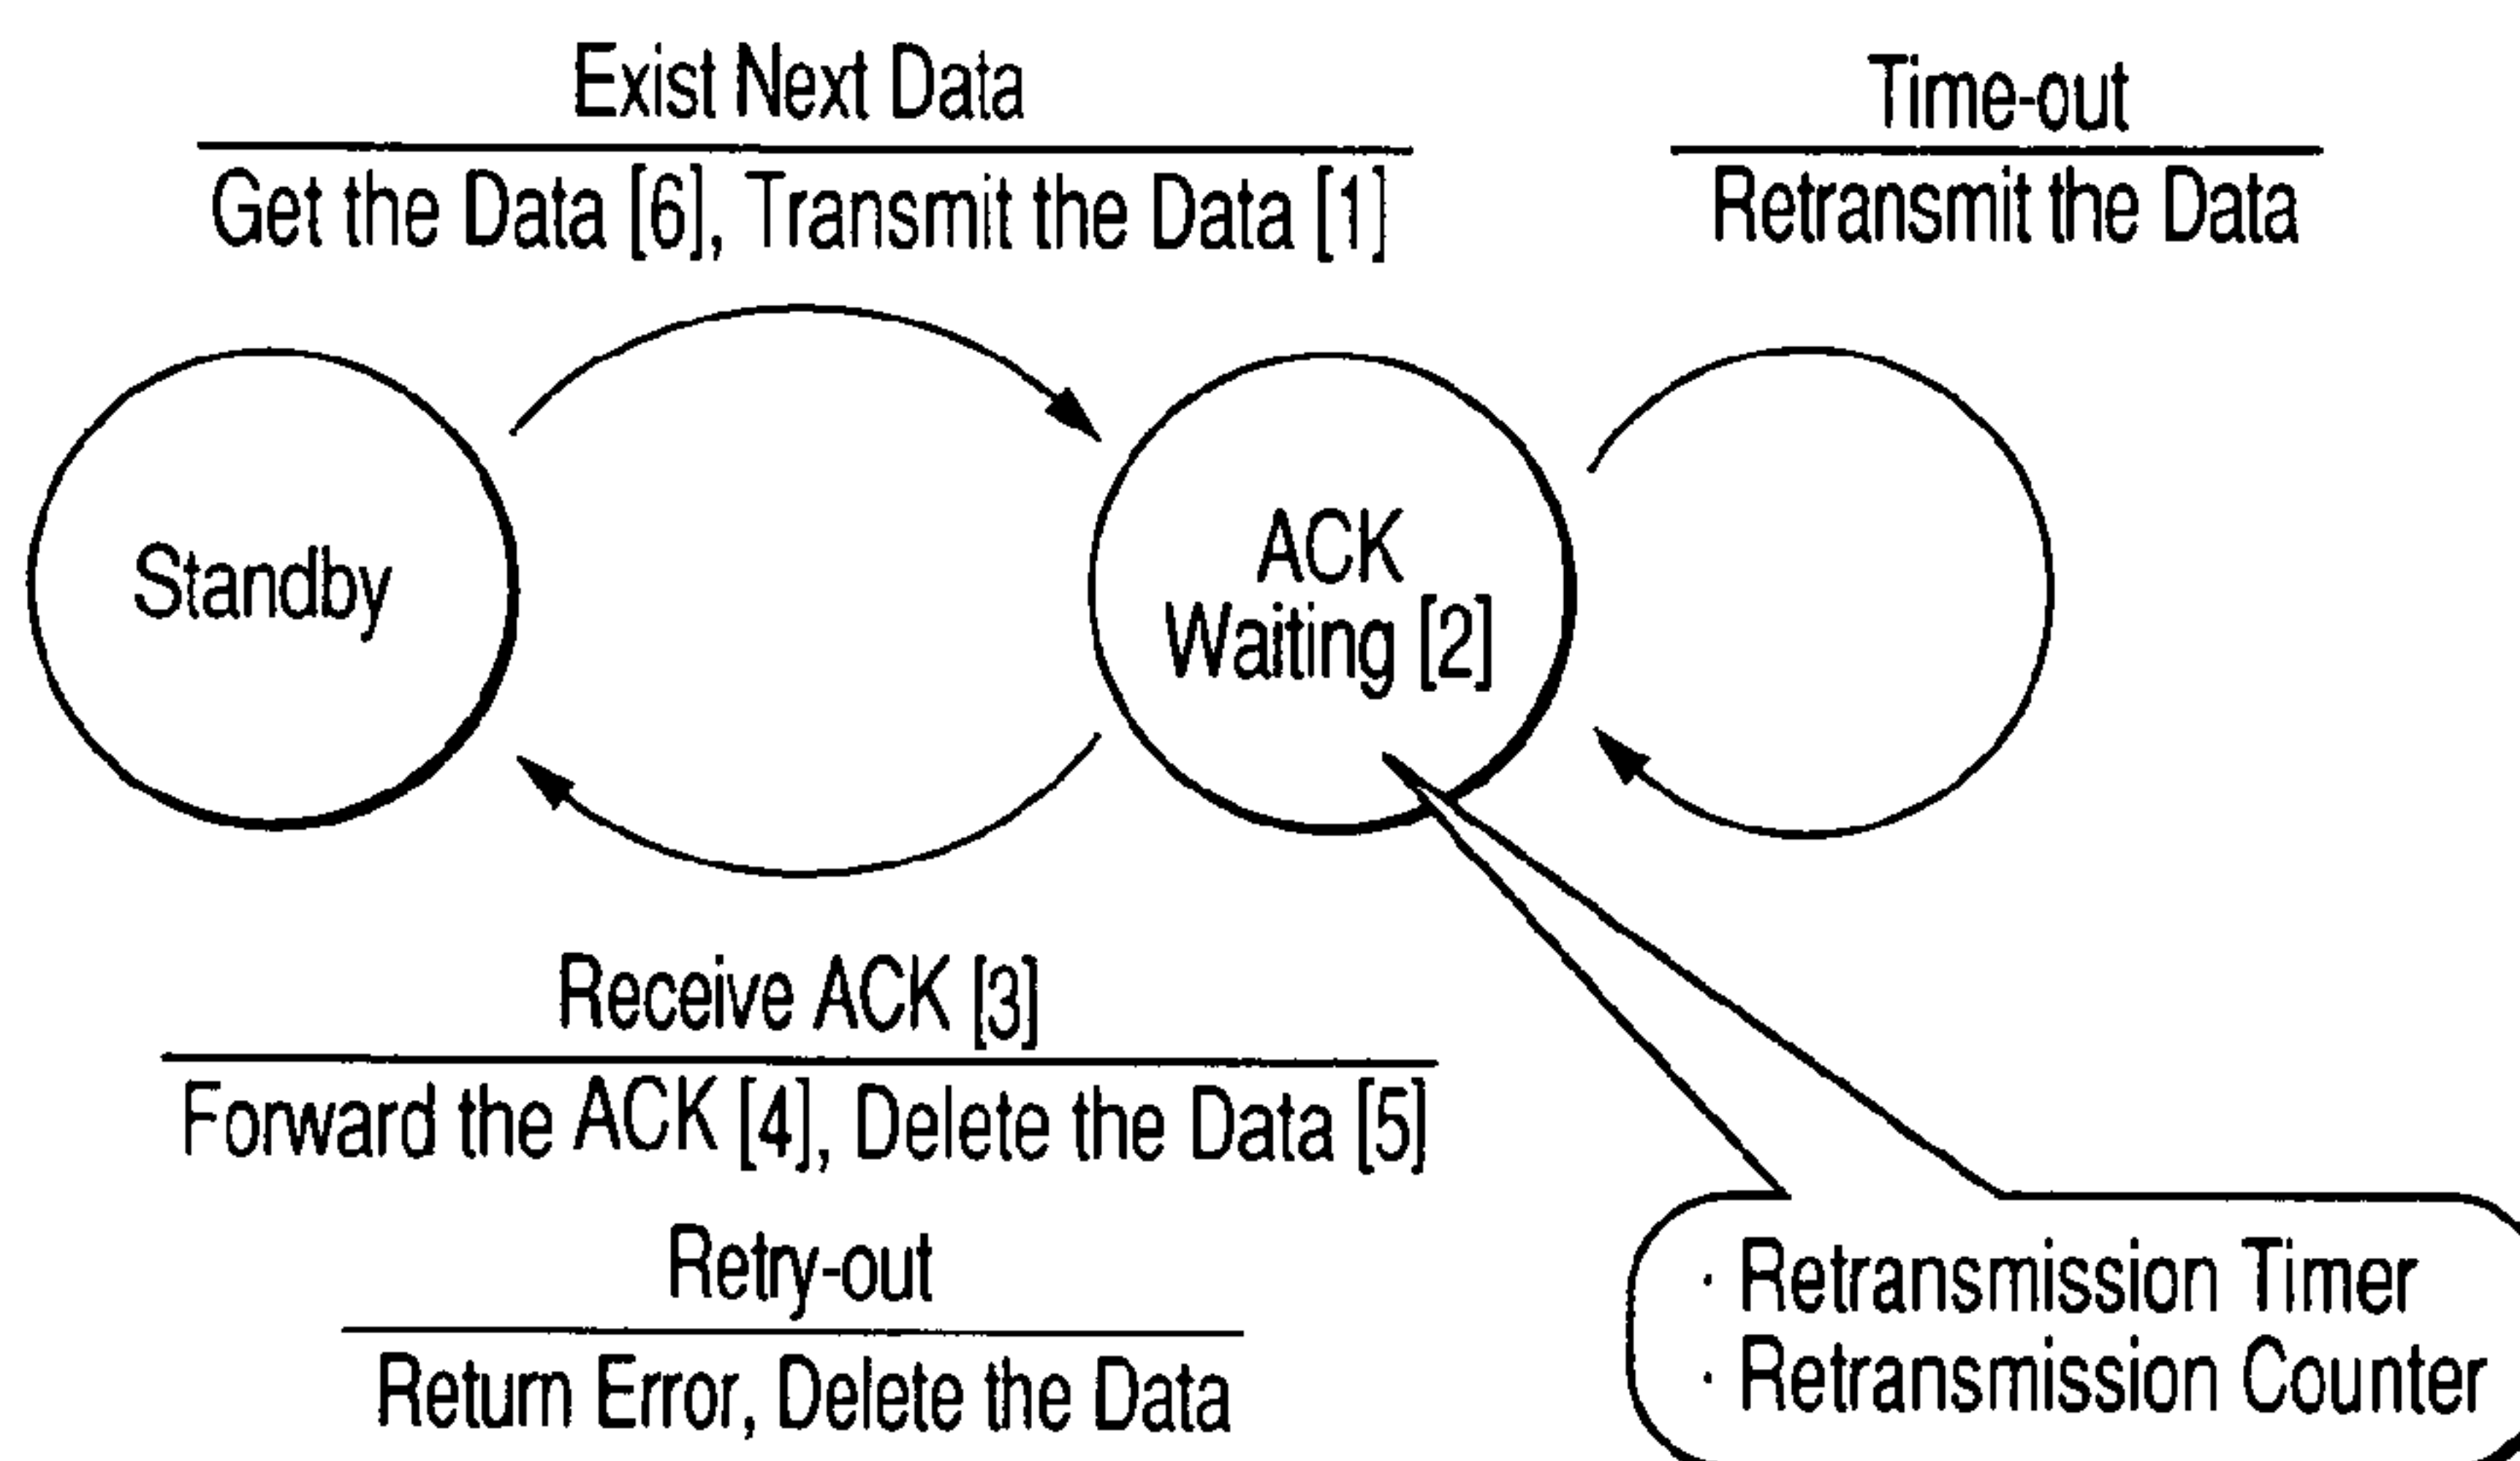 Exist Next Data
Get the Data [6], Transmit the Data [1]
Time-out
Retransmit the Data
Standby
ACK
Waiting [2]
Receive ACK [3]
Forward the ACK [4], Delete the Data [5]
Retry-out
Return Error, Delete the Data
· Retransmission Timer
· Retransmission Counter